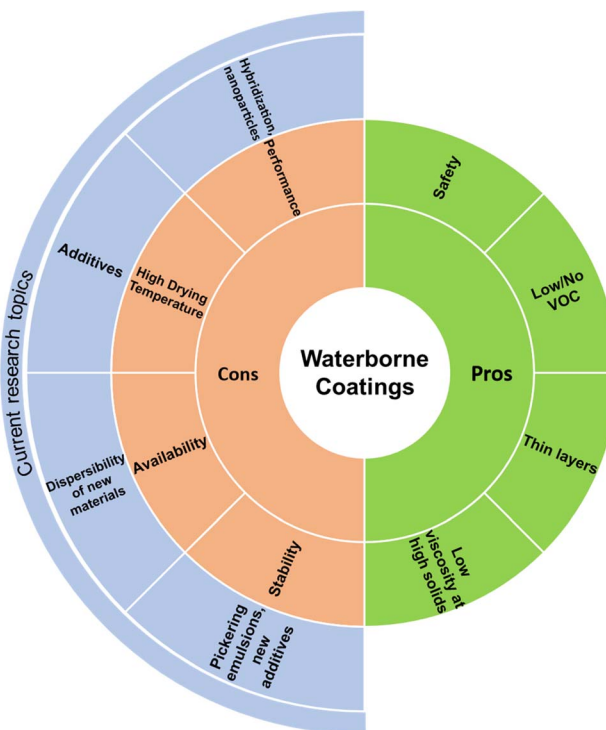 Waterborne
Coatings
Pros
Safety
Low/No
VOC
Thin layers
Low
viscosity at
high solids
Cons
Performance
High Drying
Temperature
Availability
Stability
Current research topics
Hybridization,
nanoparticles
Additives
Dispersibility
of new
materials
Pickering
emulsions,
new
additives